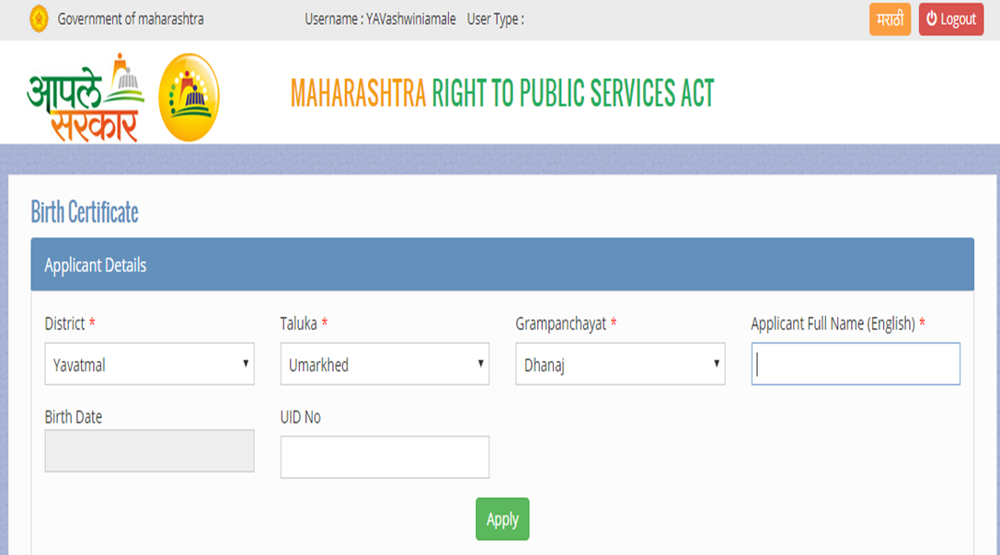 Government of maharashtra Username : YAVashwiniamale User Type : मराठी Logout
आपले
सरकार
MAHARASHTRA RIGHT TO PUBLIC SERVICES ACT
Birth Certificate
Applicant Details
District * Taluka * Grampanchayat * Applicant Full Name (English) *
Yavatmal Umarkhed Dhanaj
Birth Date UID No
Apply